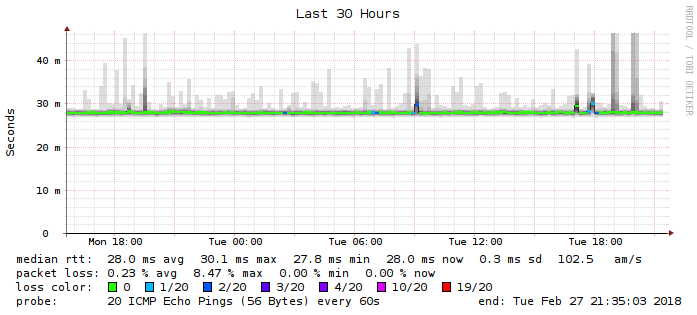 Last 30 Hours
RRDTOOL / TOBI OETIKER
Seconds
40 m
30 m
20 m
10 m
0
Mon 18:00 Tue 00:00 Tue 06:00 Tue 12:00 Tue 18:00
median rtt: 28.0 ms avg 30.1 ms max 27.8 ms min 28.0 ms now 0.3 ms sd 102.5 am/s
packet loss: 0.23 % avg 8.47 % max 0.00 % min 0.00 % now
loss color: 0 1/20 2/20 3/20 4/20 10/20 19/20
probe: 20 ICMP Echo Pings (56 Bytes) every 60s end: Tue Feb 27 21:35:03 2018